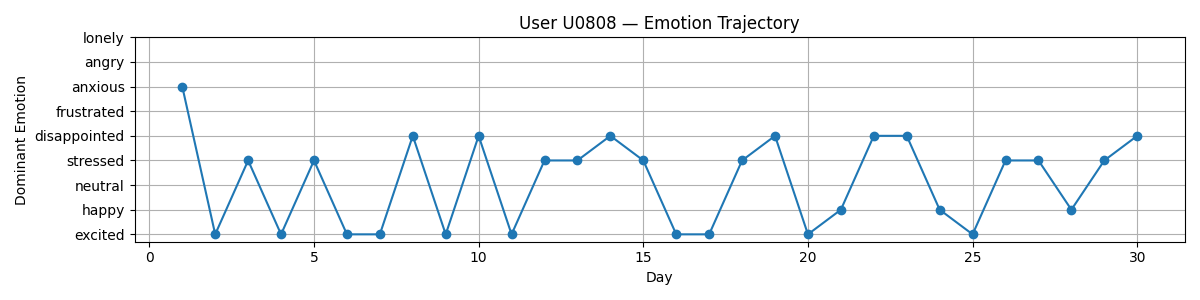 User U0808 — Emotion Trajectory
Dominant Emotion
lonely
angry
anxious
frustrated
disappointed
stressed
neutral
happy
excited
0 5 10 15 20 25 30
Day